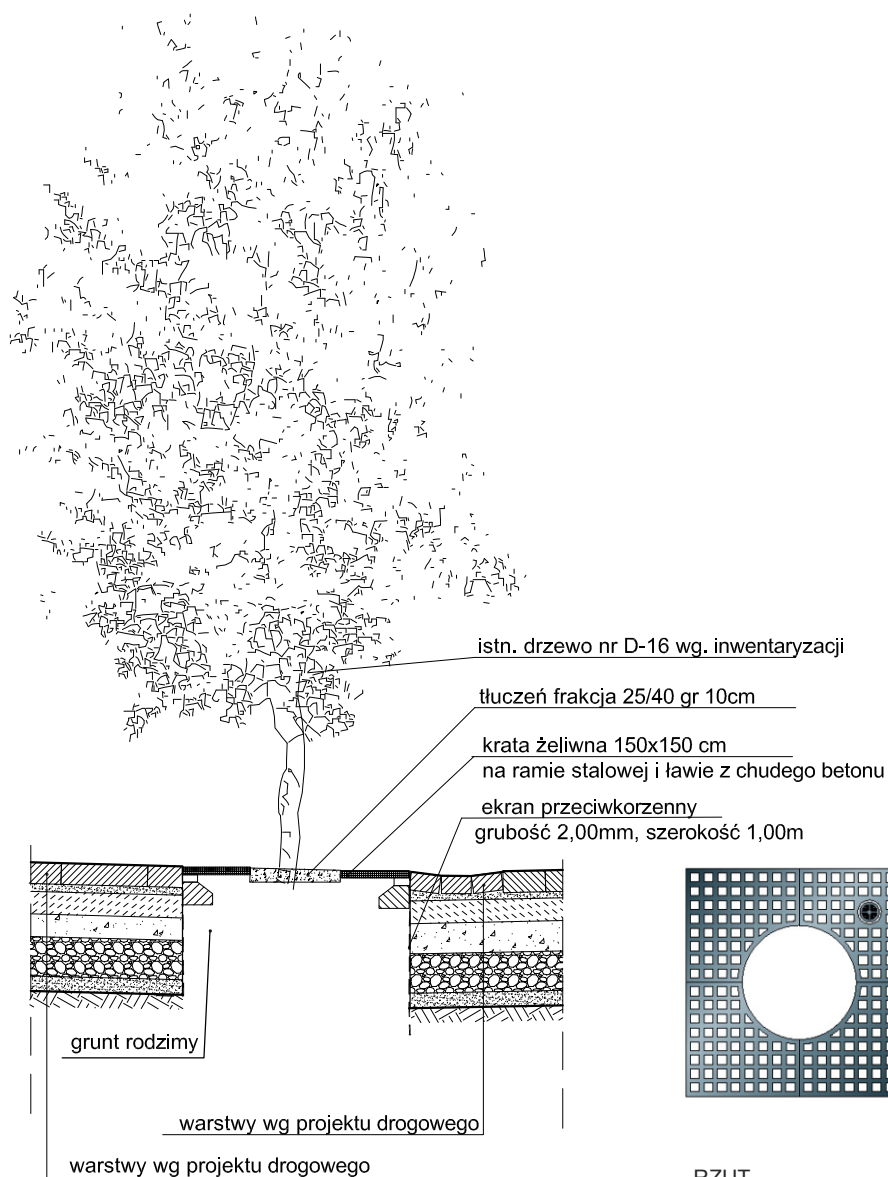 istn. drzewo nr D-16 wg. inwentaryzacji
tłuczeń frakcja 25/40 gr 10cm
krata żeliwna 150x150 cm
na ramie stalowej i ławie z chudego betonu
ekran przeciwkorzenny
grubość 2,00mm, szerokość 1,00m
grunt rodzimy
warstwy wg projektu drogowego
warstwy wg projektu drogowego
RZUT